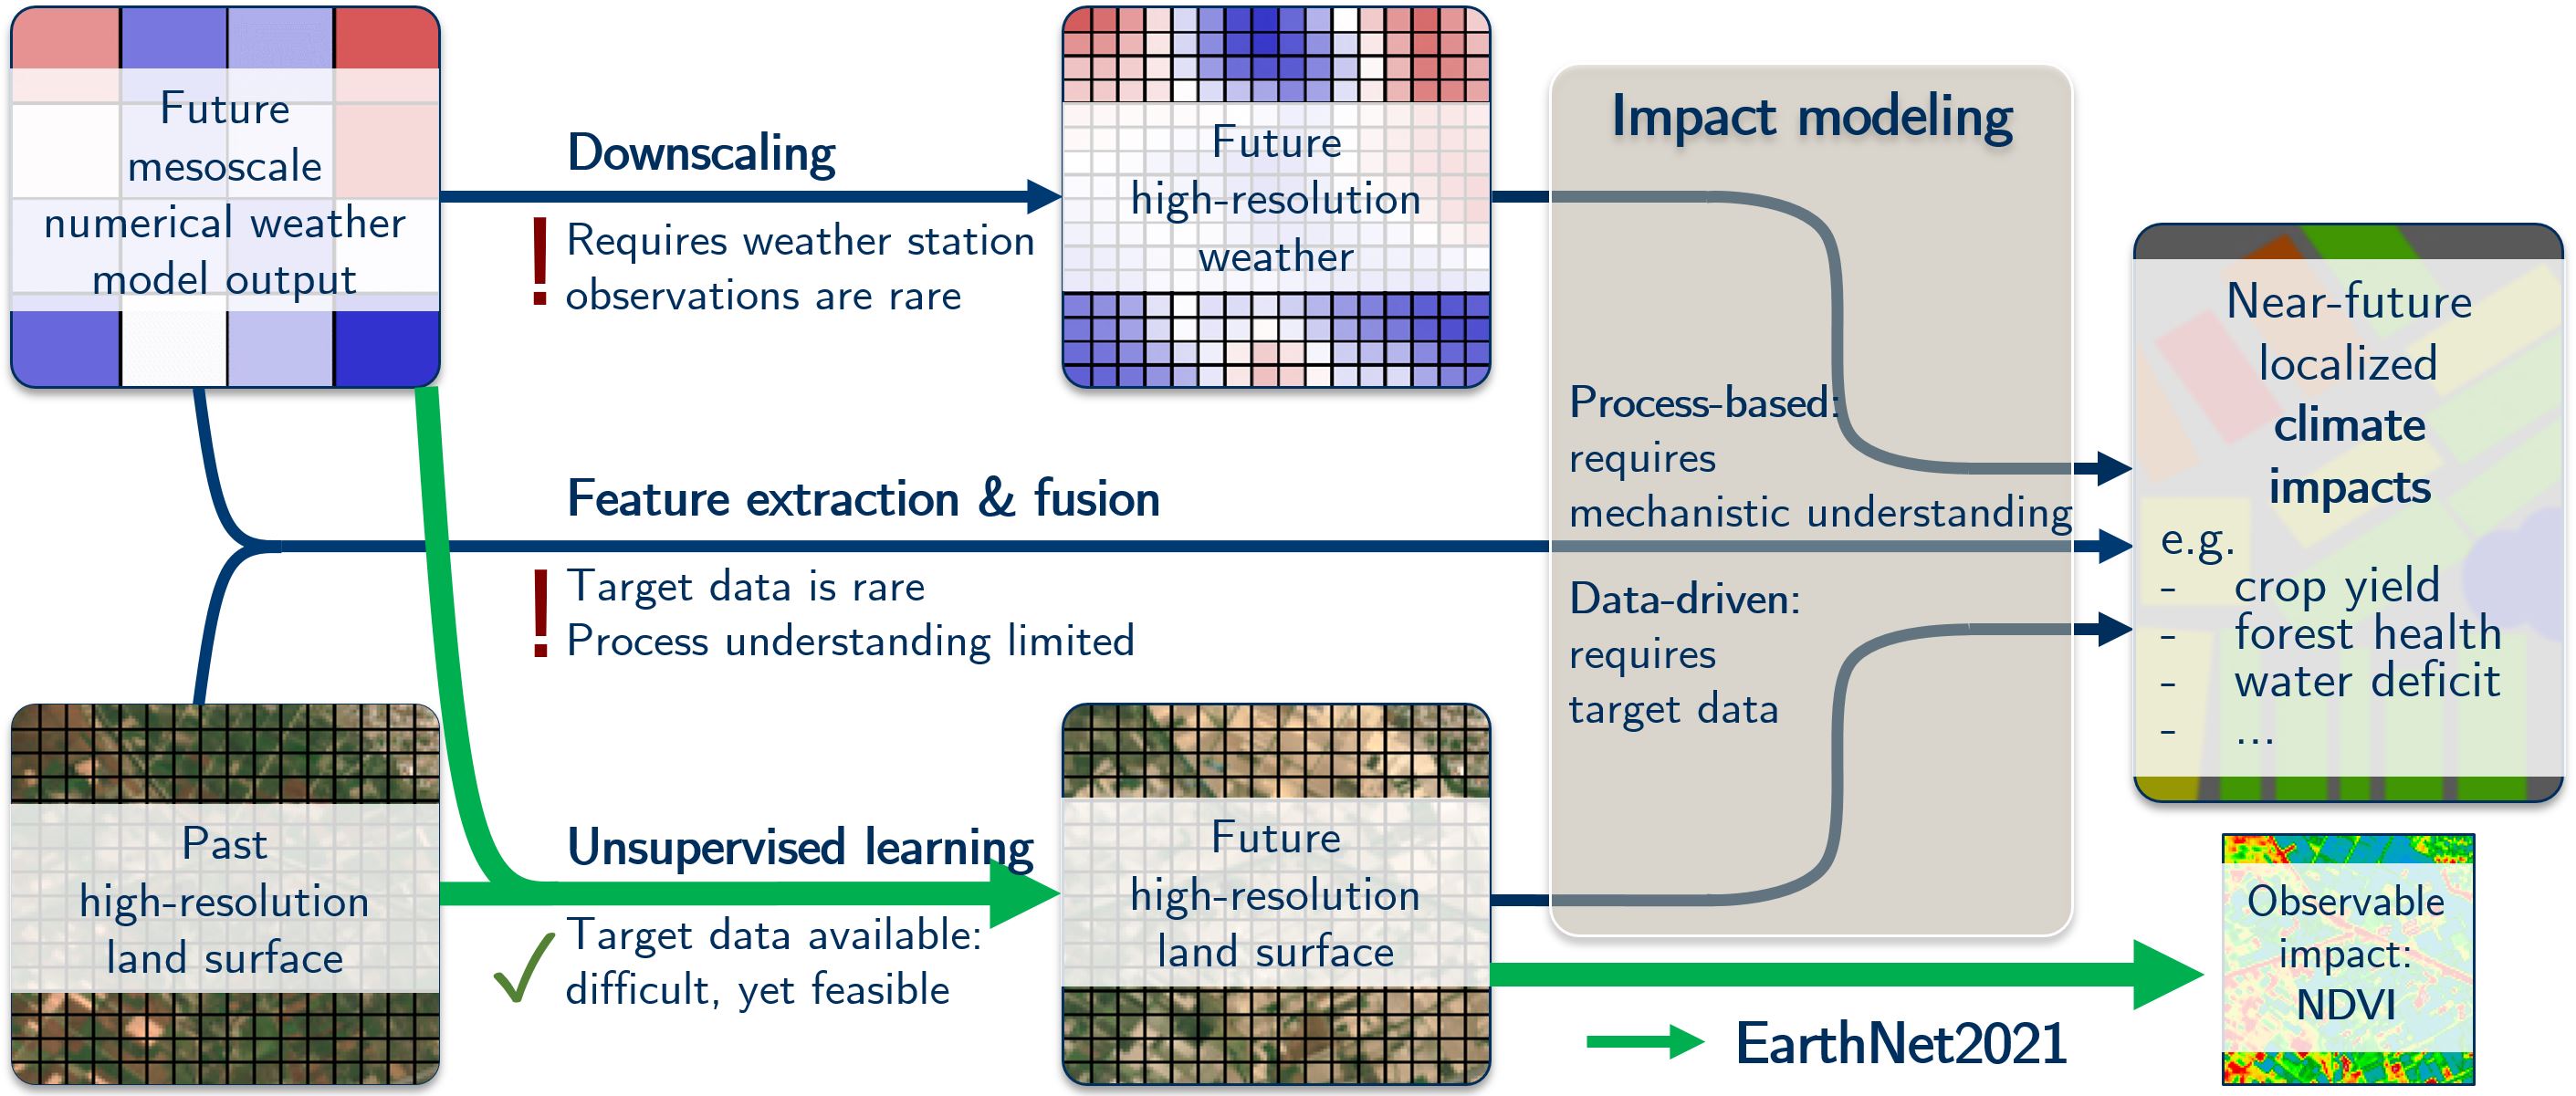 Future
mesoscale
numerical weather
model output
Downscaling
! Requires weather station
observations are rare
Future
high-resolution
weather
Impact modeling
Process-based:
requires
mechanistic understanding
Data-driven:
requires
target data
Near-future
localized
climate
impacts
e.g.
- crop yield
- forest health
- water deficit
- ...
Feature extraction & fusion
! Target data is rare
Process understanding limited
Past
high-resolution
land surface
Unsupervised learning
✓ Target data available:
difficult, yet feasible
Future
high-resolution
land surface
EarthNet2021
Observable
impact:
NDVI